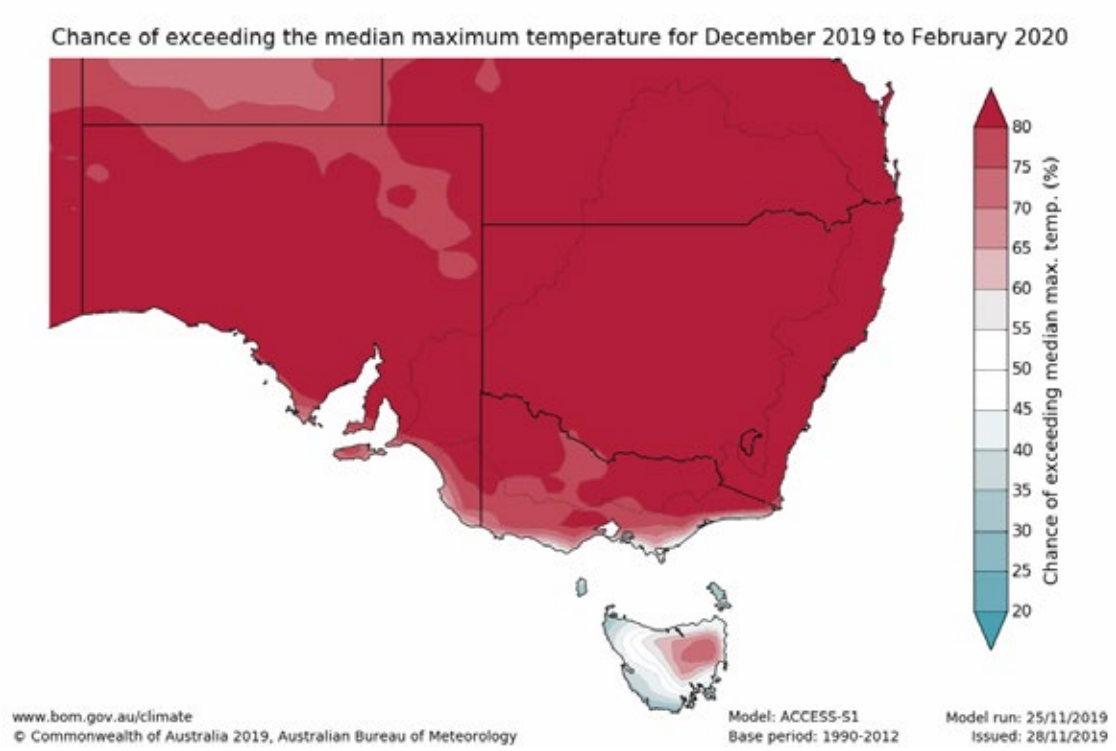 Chance of exceeding the median maximum temperature for December 2019 to February 2020
80
75
70
65
60
55
50
45
40
35
30
25
20
Chance of exceeding median max. temp. (%)
www.bom.gov.au/climate
© Commonwealth of Australia 2019, Australian Bureau of Meteorology
Model: ACCESS-S1
Base period: 1990-2012
Model run: 25/11/2019
Issued: 28/11/2019